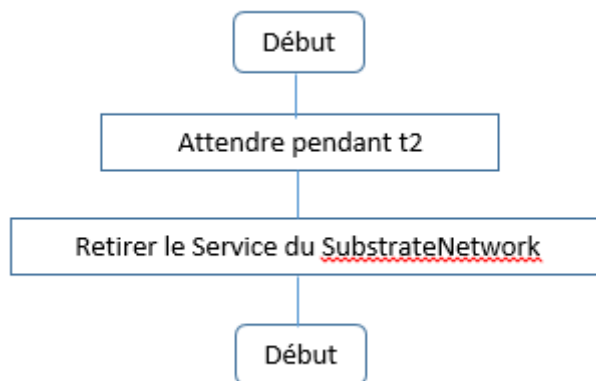 Début
Attendre pendant t2
Retirer le Service du SubstrateNetwork
Début